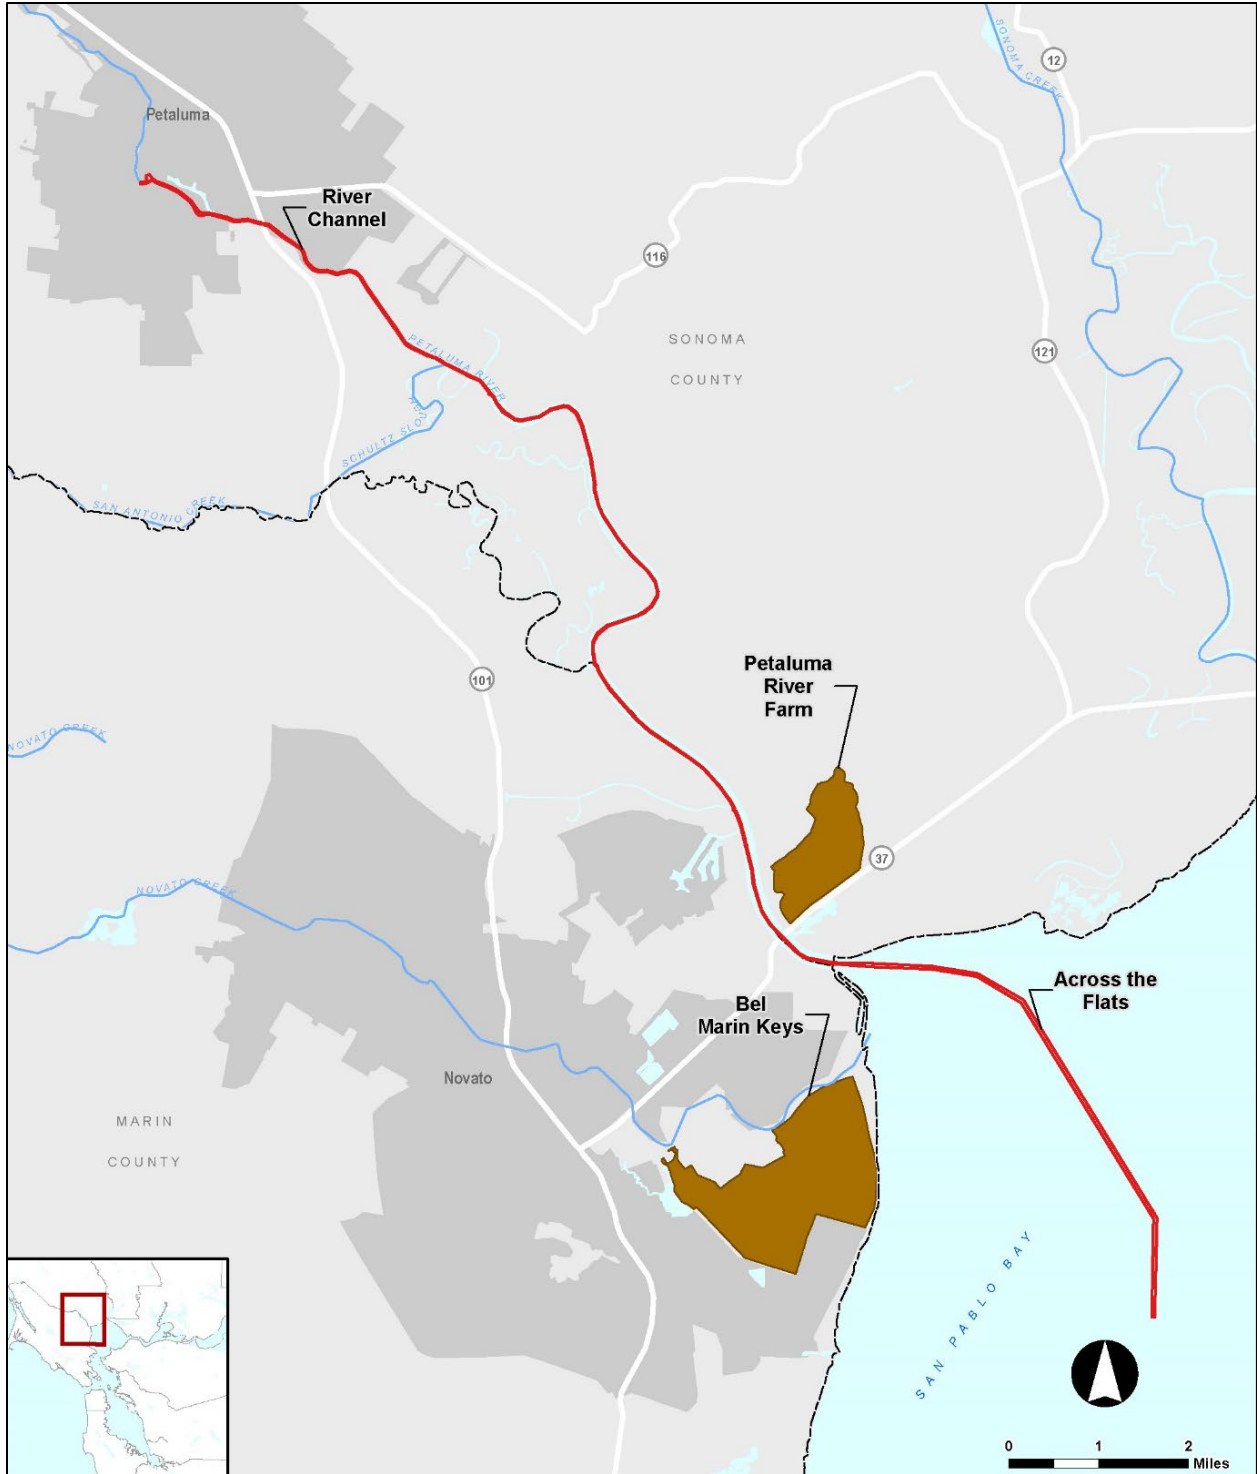 SONOMA CREEK
12
Petaluma
River
Channel
116
SONOMA
COUNTY
121
PETALUMA RIVER
SCHULTZ SLOUGH
SAN ANTONIO CREEK
101
Petaluma
River
Farm
NOVATO CREEK
37
NOVATO CREEK
Across the
Flats
Bel
Marin Keys
Novato
MARIN
COUNTY
SAN PABLO BAY
0 1 2
Miles